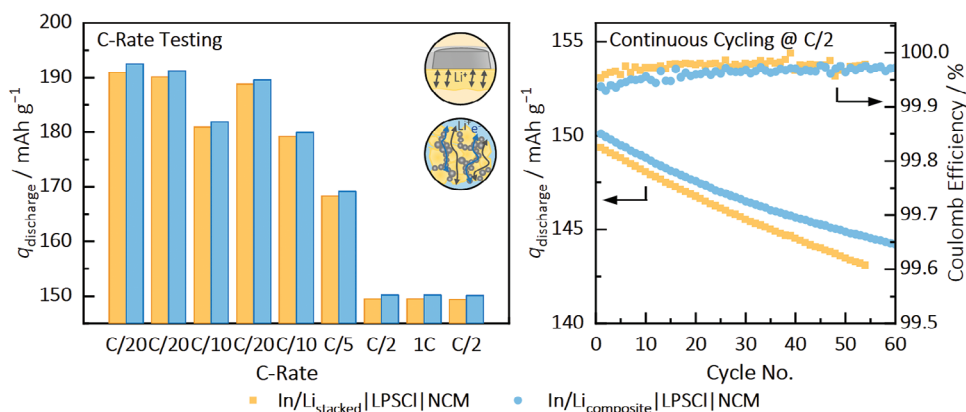 C-Rate Testing
Li⁺
Li⁺e⁻
200
190
180
170
160
150
q_discharge / mAh g⁻¹
C/20 C/20 C/10 C/20 C/10 C/5 C/2 1C C/2
C-Rate
Continuous Cycling @ C/2
155
150
145
140
q_discharge / mAh g⁻¹
100.0
99.9
99.8
99.7
99.6
99.5
Coulomb Efficiency / %
0 10 20 30 40 50 60
Cycle No.
In/Li_stacked|LPSCl|NCM In/Li_composite|LPSCl|NCM